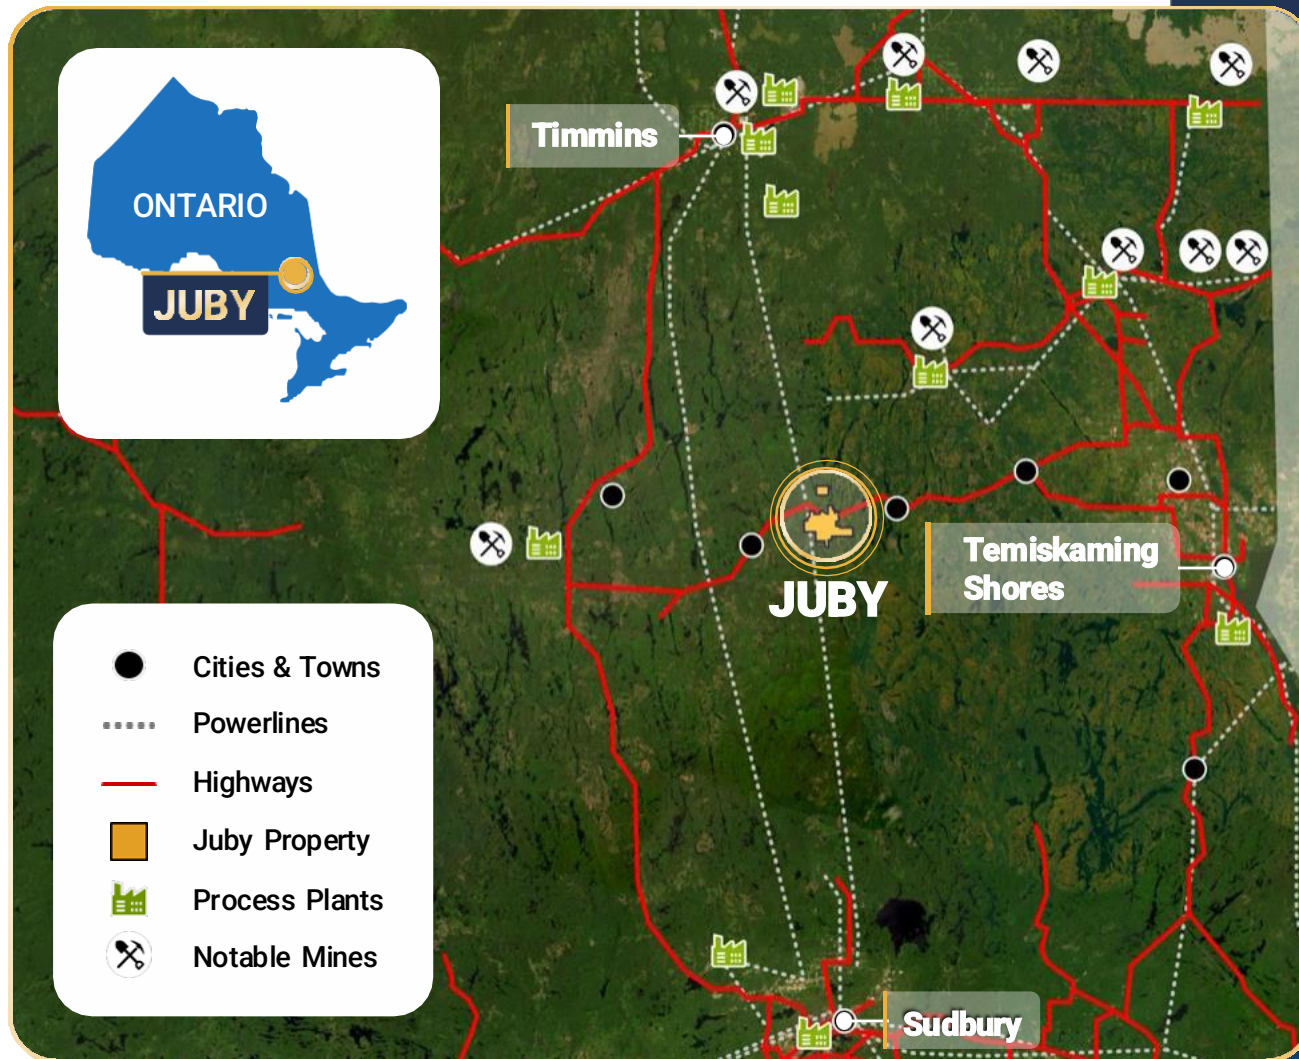 Timmins
ONTARIO
JUBY
JUBY
Temiskaming
Shores
Cities & Towns
Powerlines
Highways
Juby Property
Process Plants
Notable Mines
Sudbury